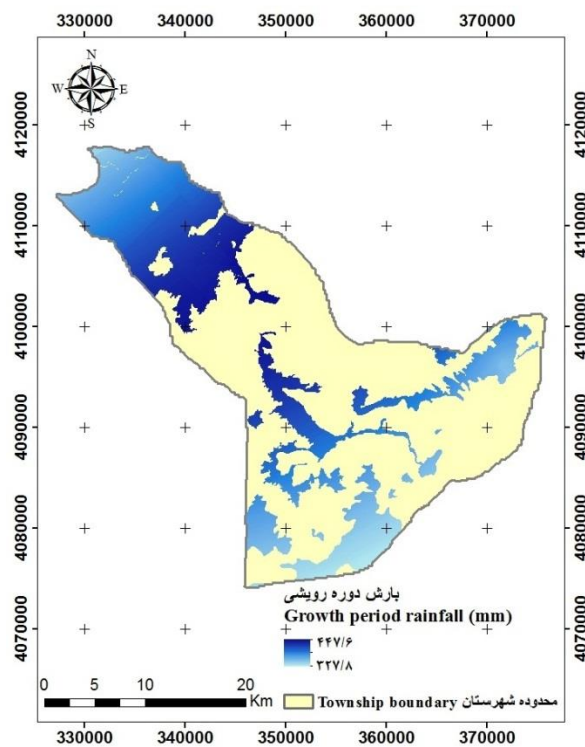 330000 340000 350000 360000 370000
N
W E
S
4120000 4120000
4110000 4110000
4100000 4100000
4090000 4090000
4080000 4080000
4070000 4070000
بارش دوره رویشی
Growth period rainfall (mm)
۴۴۷/۶
۳۲۷/۸
0 5 10 20
Km
Township boundary محدوده شهرستان
330000 340000 350000 360000 370000